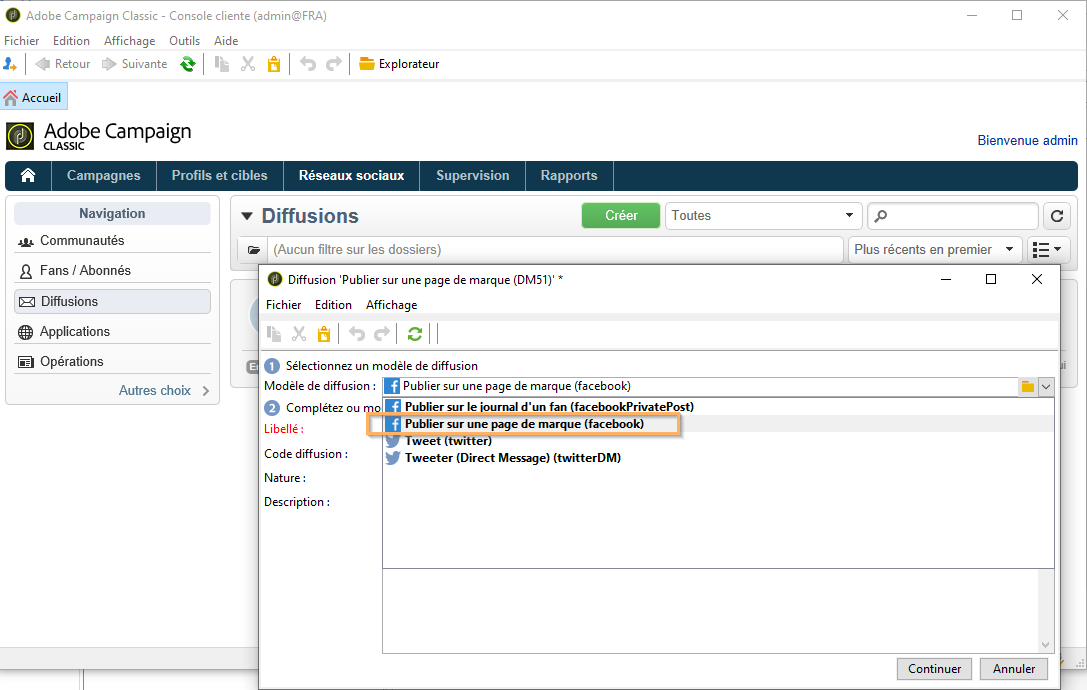 Adobe Campaign Classic - Console cliente (admin@FRA)
Fichier Edition Affichage Outils Aide
Retour Suivante Explorateur
Accueil
Adobe Campaign
CLASSIC
Bienvenue admin
Campagnes Profils et cibles Réseaux sociaux Supervision Rapports
Navigation
Communautés
Fans / Abonnés
Diffusions
Applications
Opérations
Autres choix
Diffusions Créer Toutes
(Aucun filtre sur les dossiers) Plus récents en premier
Diffusion 'Publier sur une page de marque (DM51)' *
Fichier Edition Affichage
1 Sélectionnez un modèle de diffusion
Modèle de diffusion : Publier sur une page de marque (facebook)
Publier sur le journal d'un fan (facebookPrivatePost)
Publier sur une page de marque (facebook)
Tweet (twitter)
Tweeter (Direct Message) (twitterDM)
2 Complétez ou mo
Libellé :
Code diffusion :
Nature :
Description :
Continuer Annuler